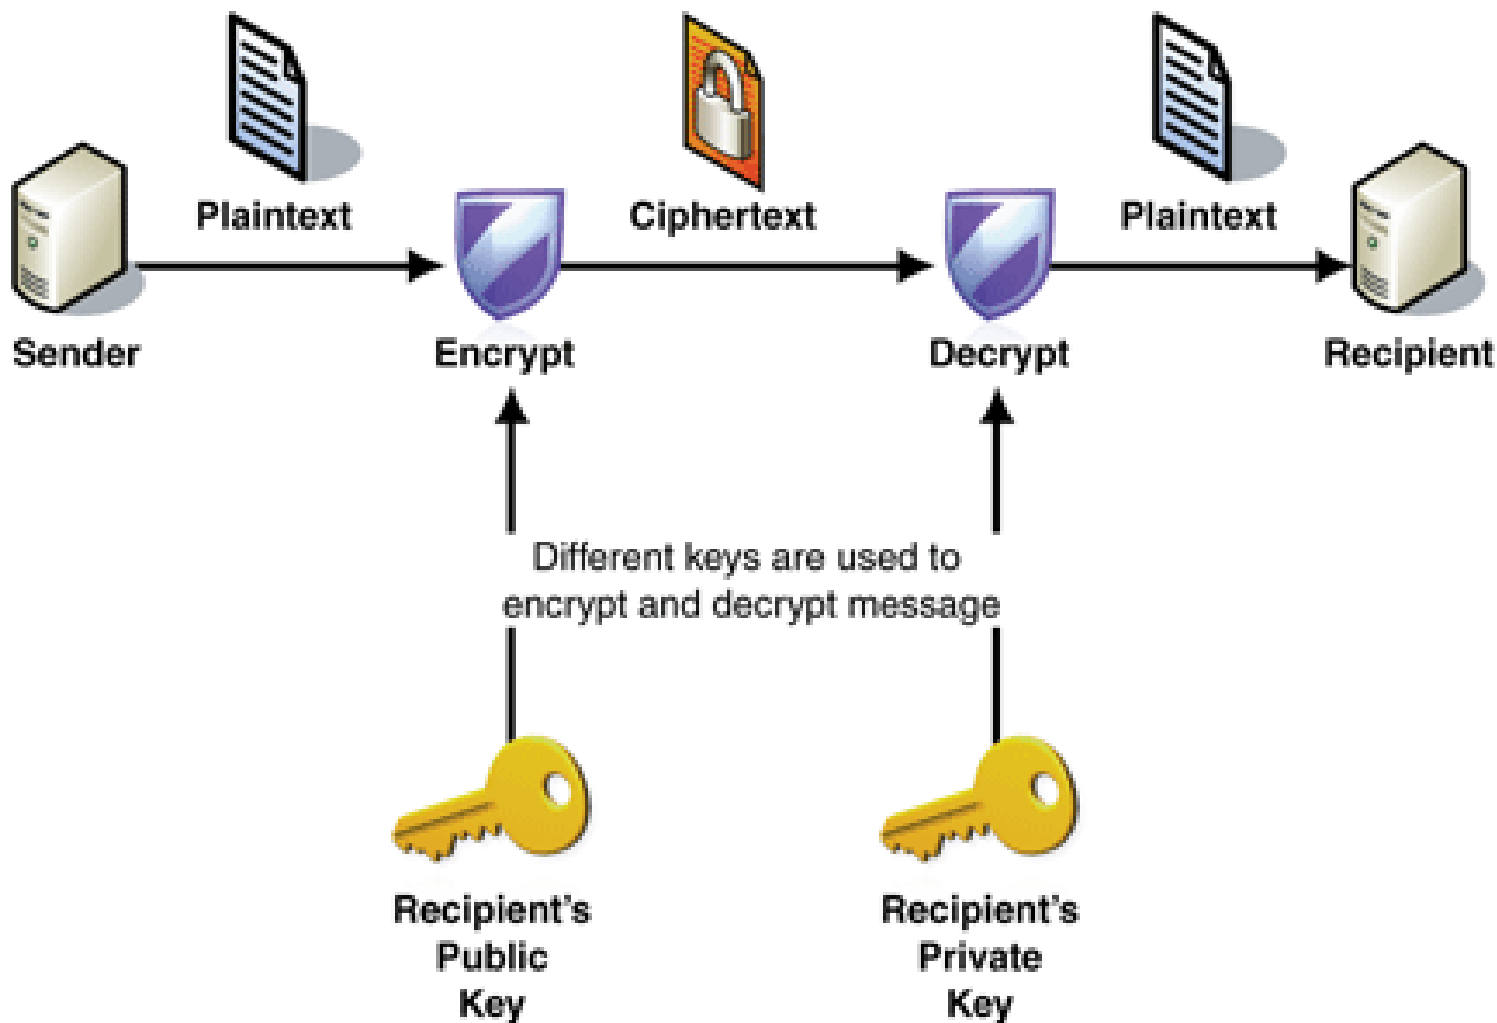 Plaintext
Ciphertext
Plaintext
Sender
Encrypt
Decrypt
Recipient
Different keys are used to
encrypt and decrypt message
Recipient's
Public
Key
Recipient's
Private
Key